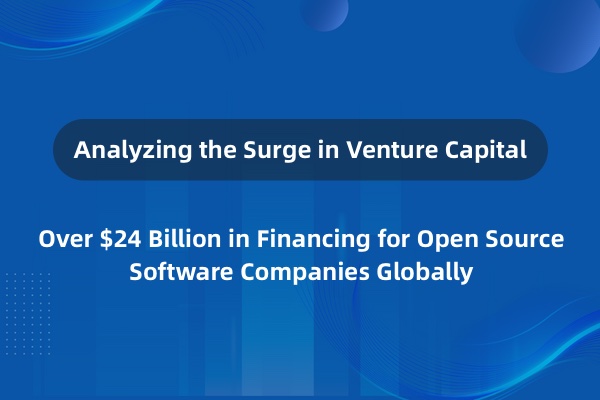 Analyzing the Surge in Venture Capital
Over $24 Billion in Financing for Open Source
Software Companies Globally